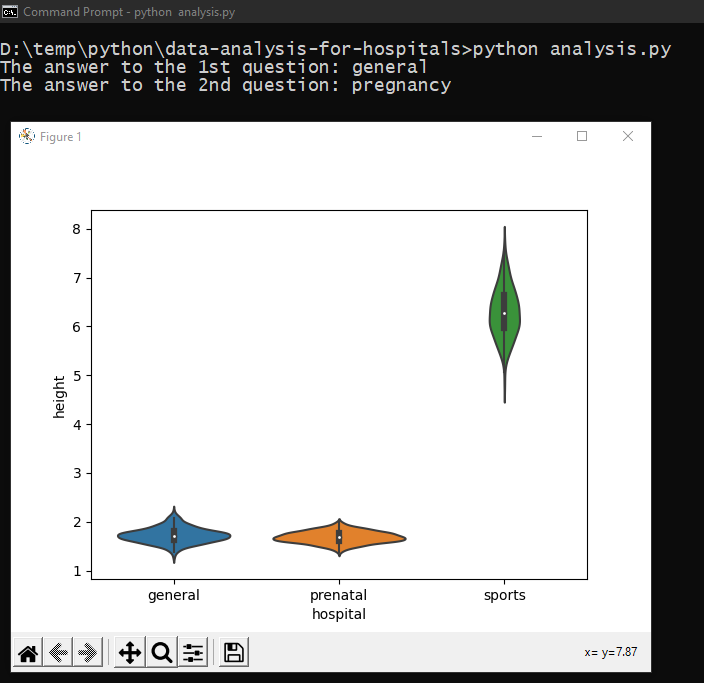 Command Prompt - python  analysis.py
D:\temp\python\data-analysis-for-hospitals>python analysis.py
The answer to the 1st question: general
The answer to the 2nd question: pregnancy
Figure 1
8
7
6
5
4
3
2
1
height
general prenatal sports
hospital
x= y=7.87